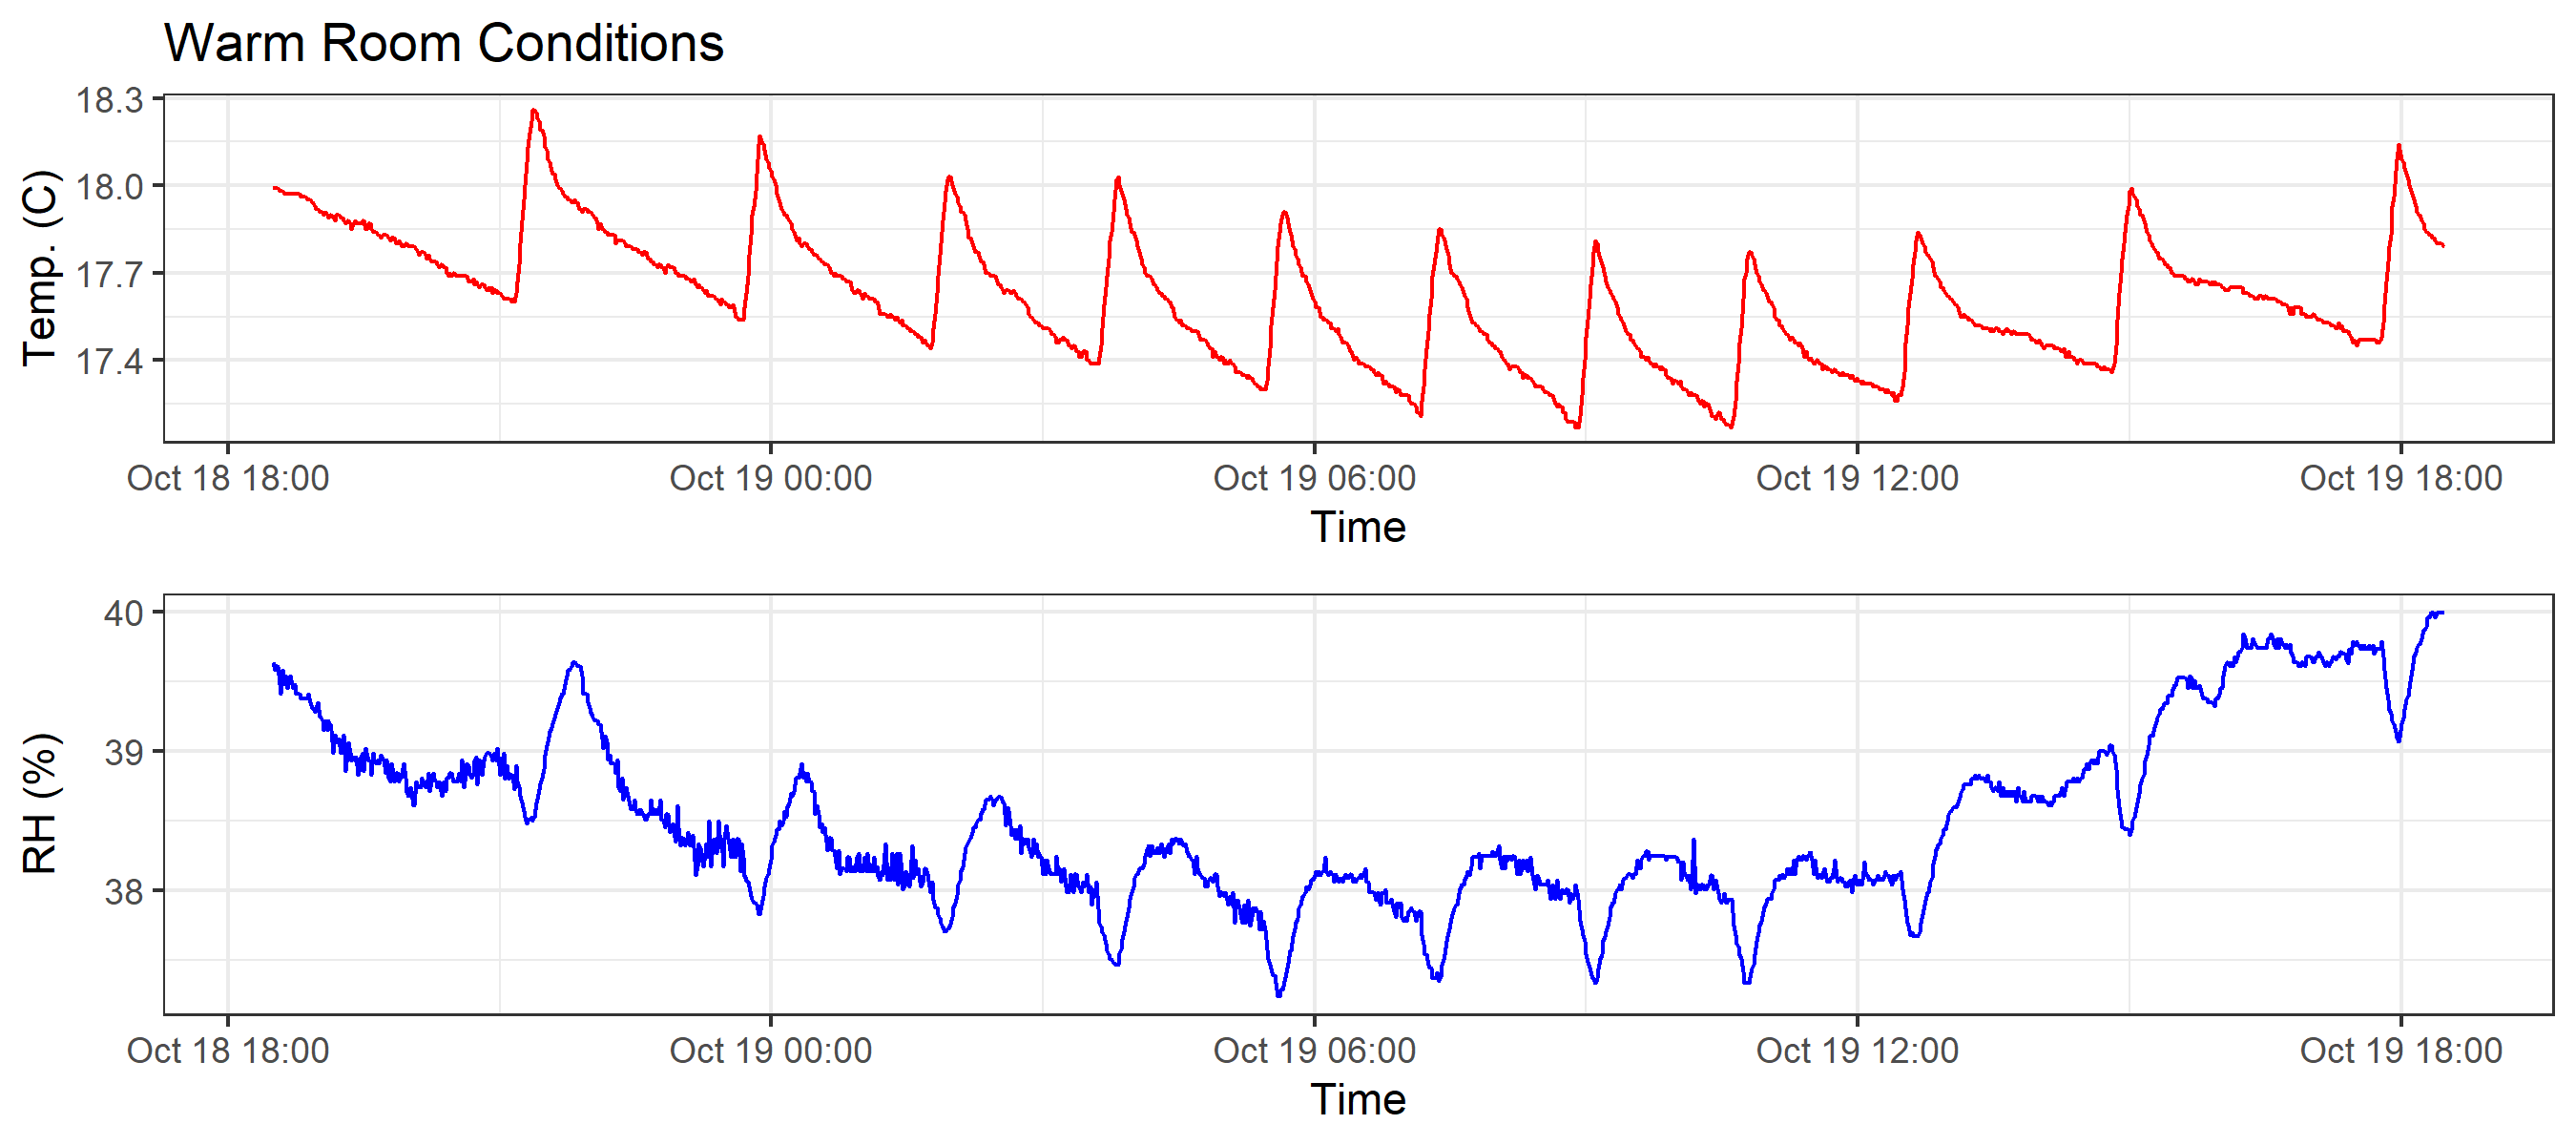 Warm Room Conditions
18.3
18.0
17.7
17.4
Temp. (C)
Oct 18 18:00 Oct 19 00:00 Oct 19 06:00 Oct 19 12:00 Oct 19 18:00
Time
40
39
38
RH (%)
Oct 18 18:00 Oct 19 00:00 Oct 19 06:00 Oct 19 12:00 Oct 19 18:00
Time